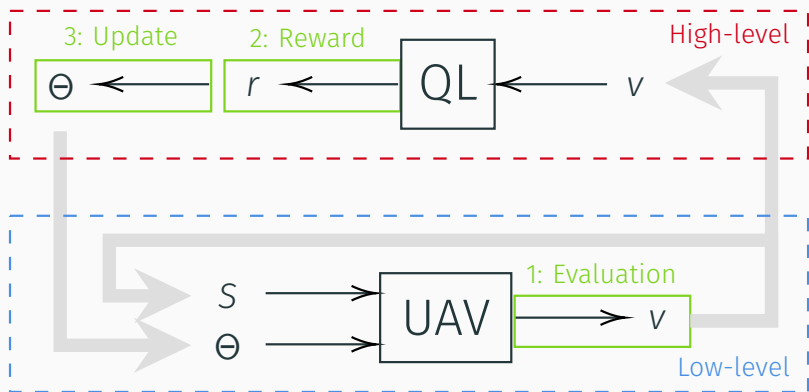 3: Update
2: Reward
High-level
Θ
r
QL
v
1: Evaluation
S
Θ
UAV
v
Low-level